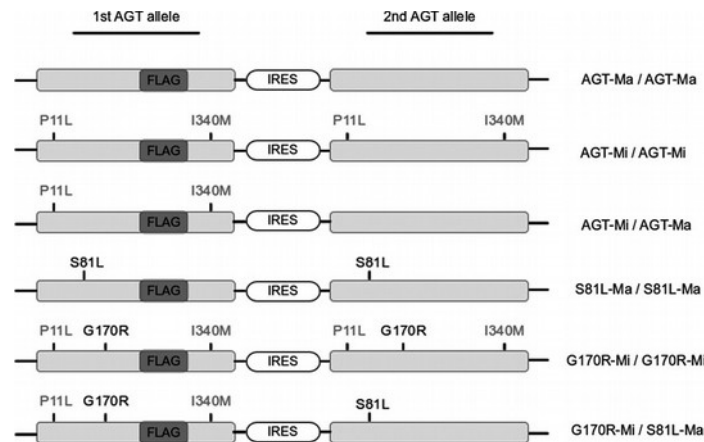 1st AGT allele 2nd AGT allele
FLAG IRES AGT-Ma / AGT-Ma
P11L I340M P11L I340M
FLAG IRES AGT-Mi / AGT-Mi
P11L I340M
FLAG IRES AGT-Mi / AGT-Ma
S81L S81L
FLAG IRES S81L-Ma / S81L-Ma
P11L G170R I340M P11L G170R I340M
FLAG IRES G170R-Mi / G170R-Mi
P11L G170R I340M S81L
FLAG IRES G170R-Mi / S81L-Ma